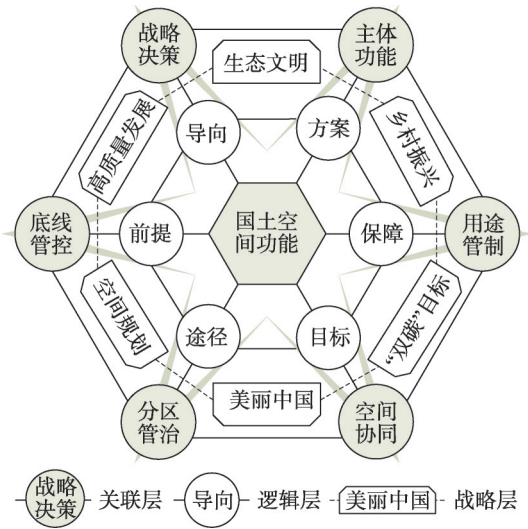 战略
决策
主体
功能
生态文明
高质量发展
导向
方案
乡村振兴
底线
管控
前提
国土空
间功能
保障
用途
管制
空间规划
途径
目标
“双碳”目标
美丽中国
分区
管治
空间
协同
战略
决策
关联层
导向
逻辑层
美丽中国
战略层